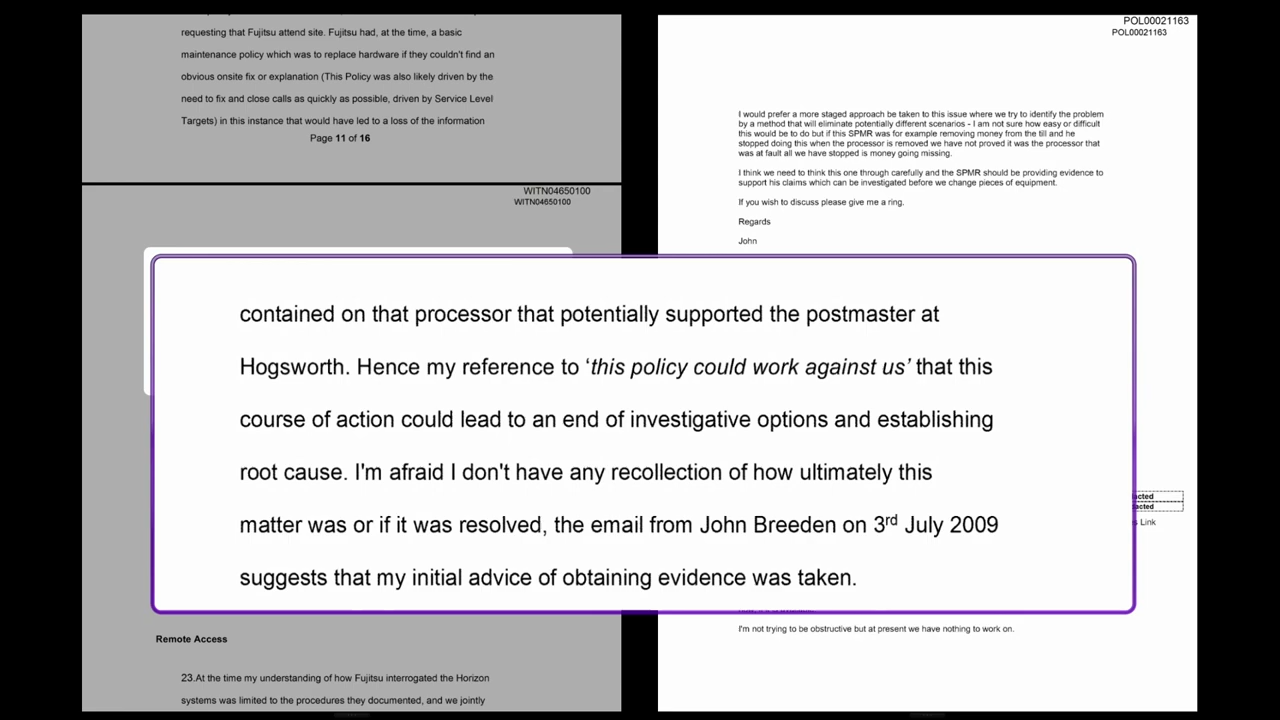 requesting that Fujitsu attend site. Fujitsu had, at the time, a basic
maintenance policy which was to replace hardware if they couldn't find an
obvious onsite fix or explanation (This Policy was also likely driven by the
need to fix and close calls as quickly as possible, driven by Service Level
Targets) in this instance that would have led to a loss of the information
Page 11 of 16
WITN04650100
WITN04650100
POL00021163
POL00021163
I would prefer a more staged approach be taken to this issue where we try to identify the problem
by a method that will eliminate potentially different scenarios - I am not sure how easy or difficult
this would be to do but if this SPMR was for example removing money from the till and he
stopped doing this when the processor is removed we have not proved it was the processor that
was at fault all we have stopped is money going missing.
I think we need to think this one through carefully and the SPMR should be providing evidence to
support his claims which can be investigated before we change pieces of equipment.
If you wish to discuss please give me a ring.
Regards
John
contained on that processor that potentially supported the postmaster at
Hogsworth. Hence my reference to ‘this policy could work against us’ that this
course of action could lead to an end of investigative options and establishing
root cause. I'm afraid I don't have any recollection of how ultimately this
matter was or if it was resolved, the email from John Breeden on 3rd July 2009
suggests that my initial advice of obtaining evidence was taken.
acted
acted
s Link
I'm not trying to be obstructive but at present we have nothing to work on.
Remote Access
23.At the time my understanding of how Fujitsu interrogated the Horizon
systems was limited to the procedures they documented, and we jointly